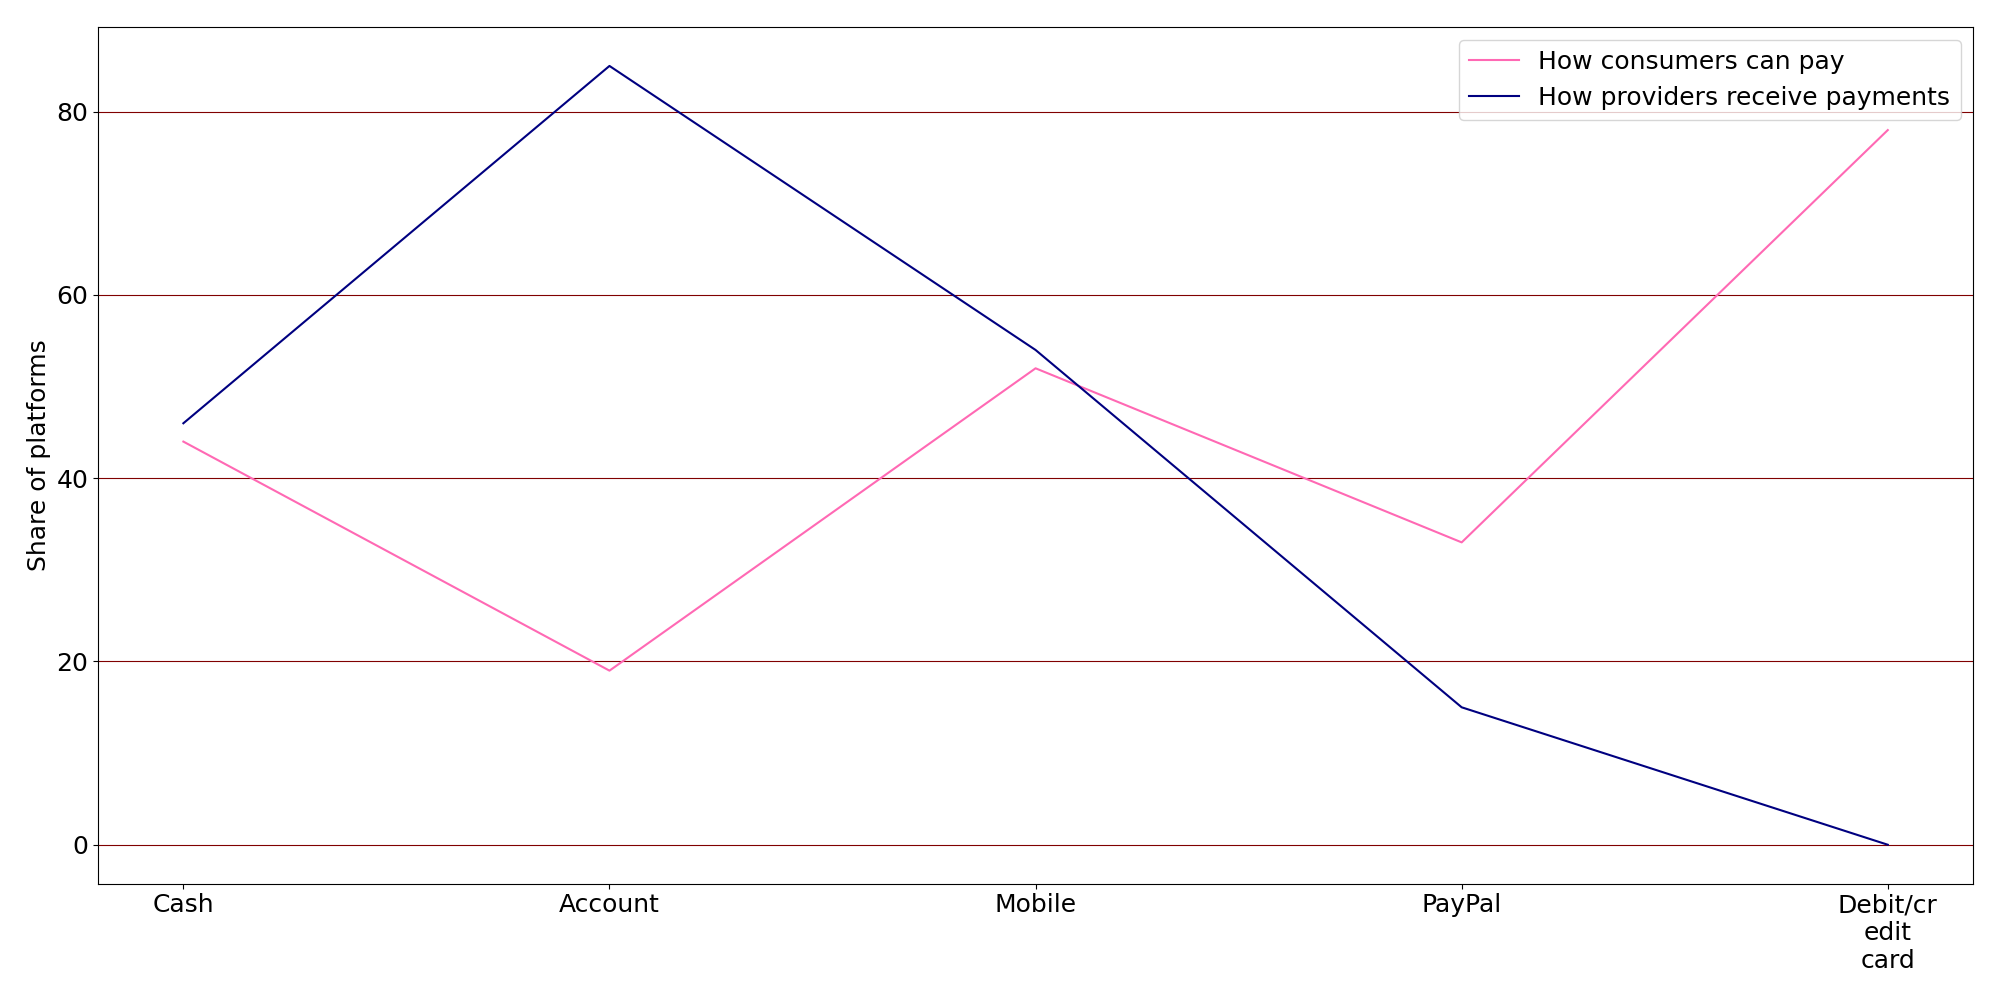 How consumers can pay
How providers receive payments
Share of platforms
80
60
40
20
0
Cash
Account
Mobile
PayPal
Debit/cr
edit
card